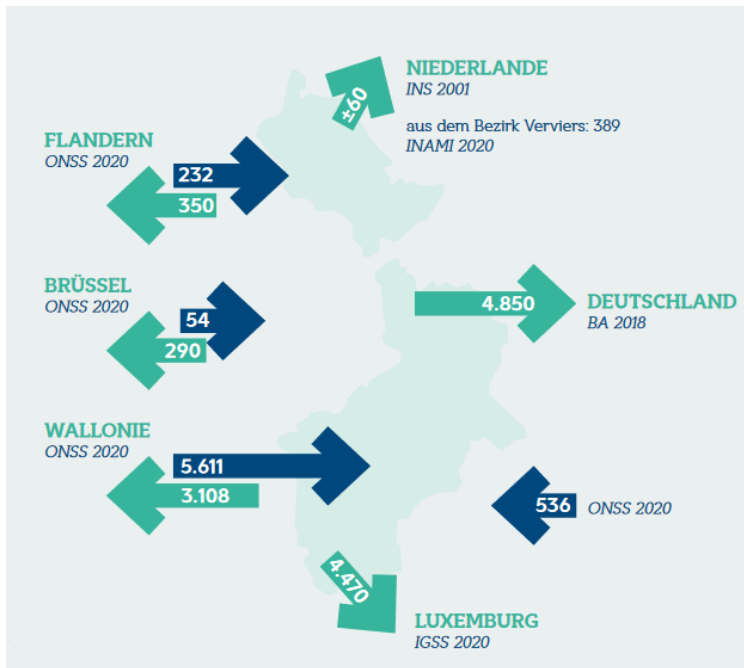 NIEDERLANDE
INS 2001
±60
aus dem Bezirk Verviers: 389
INAMI 2020
FLANDERN
ONSS 2020
232
350
BRÜSSEL
ONSS 2020
54
290
4.850
DEUTSCHLAND
BA 2018
WALLONIE
ONSS 2020
5.611
3.108
536
ONSS 2020
4.470
LUXEMBURG
IGSS 2020